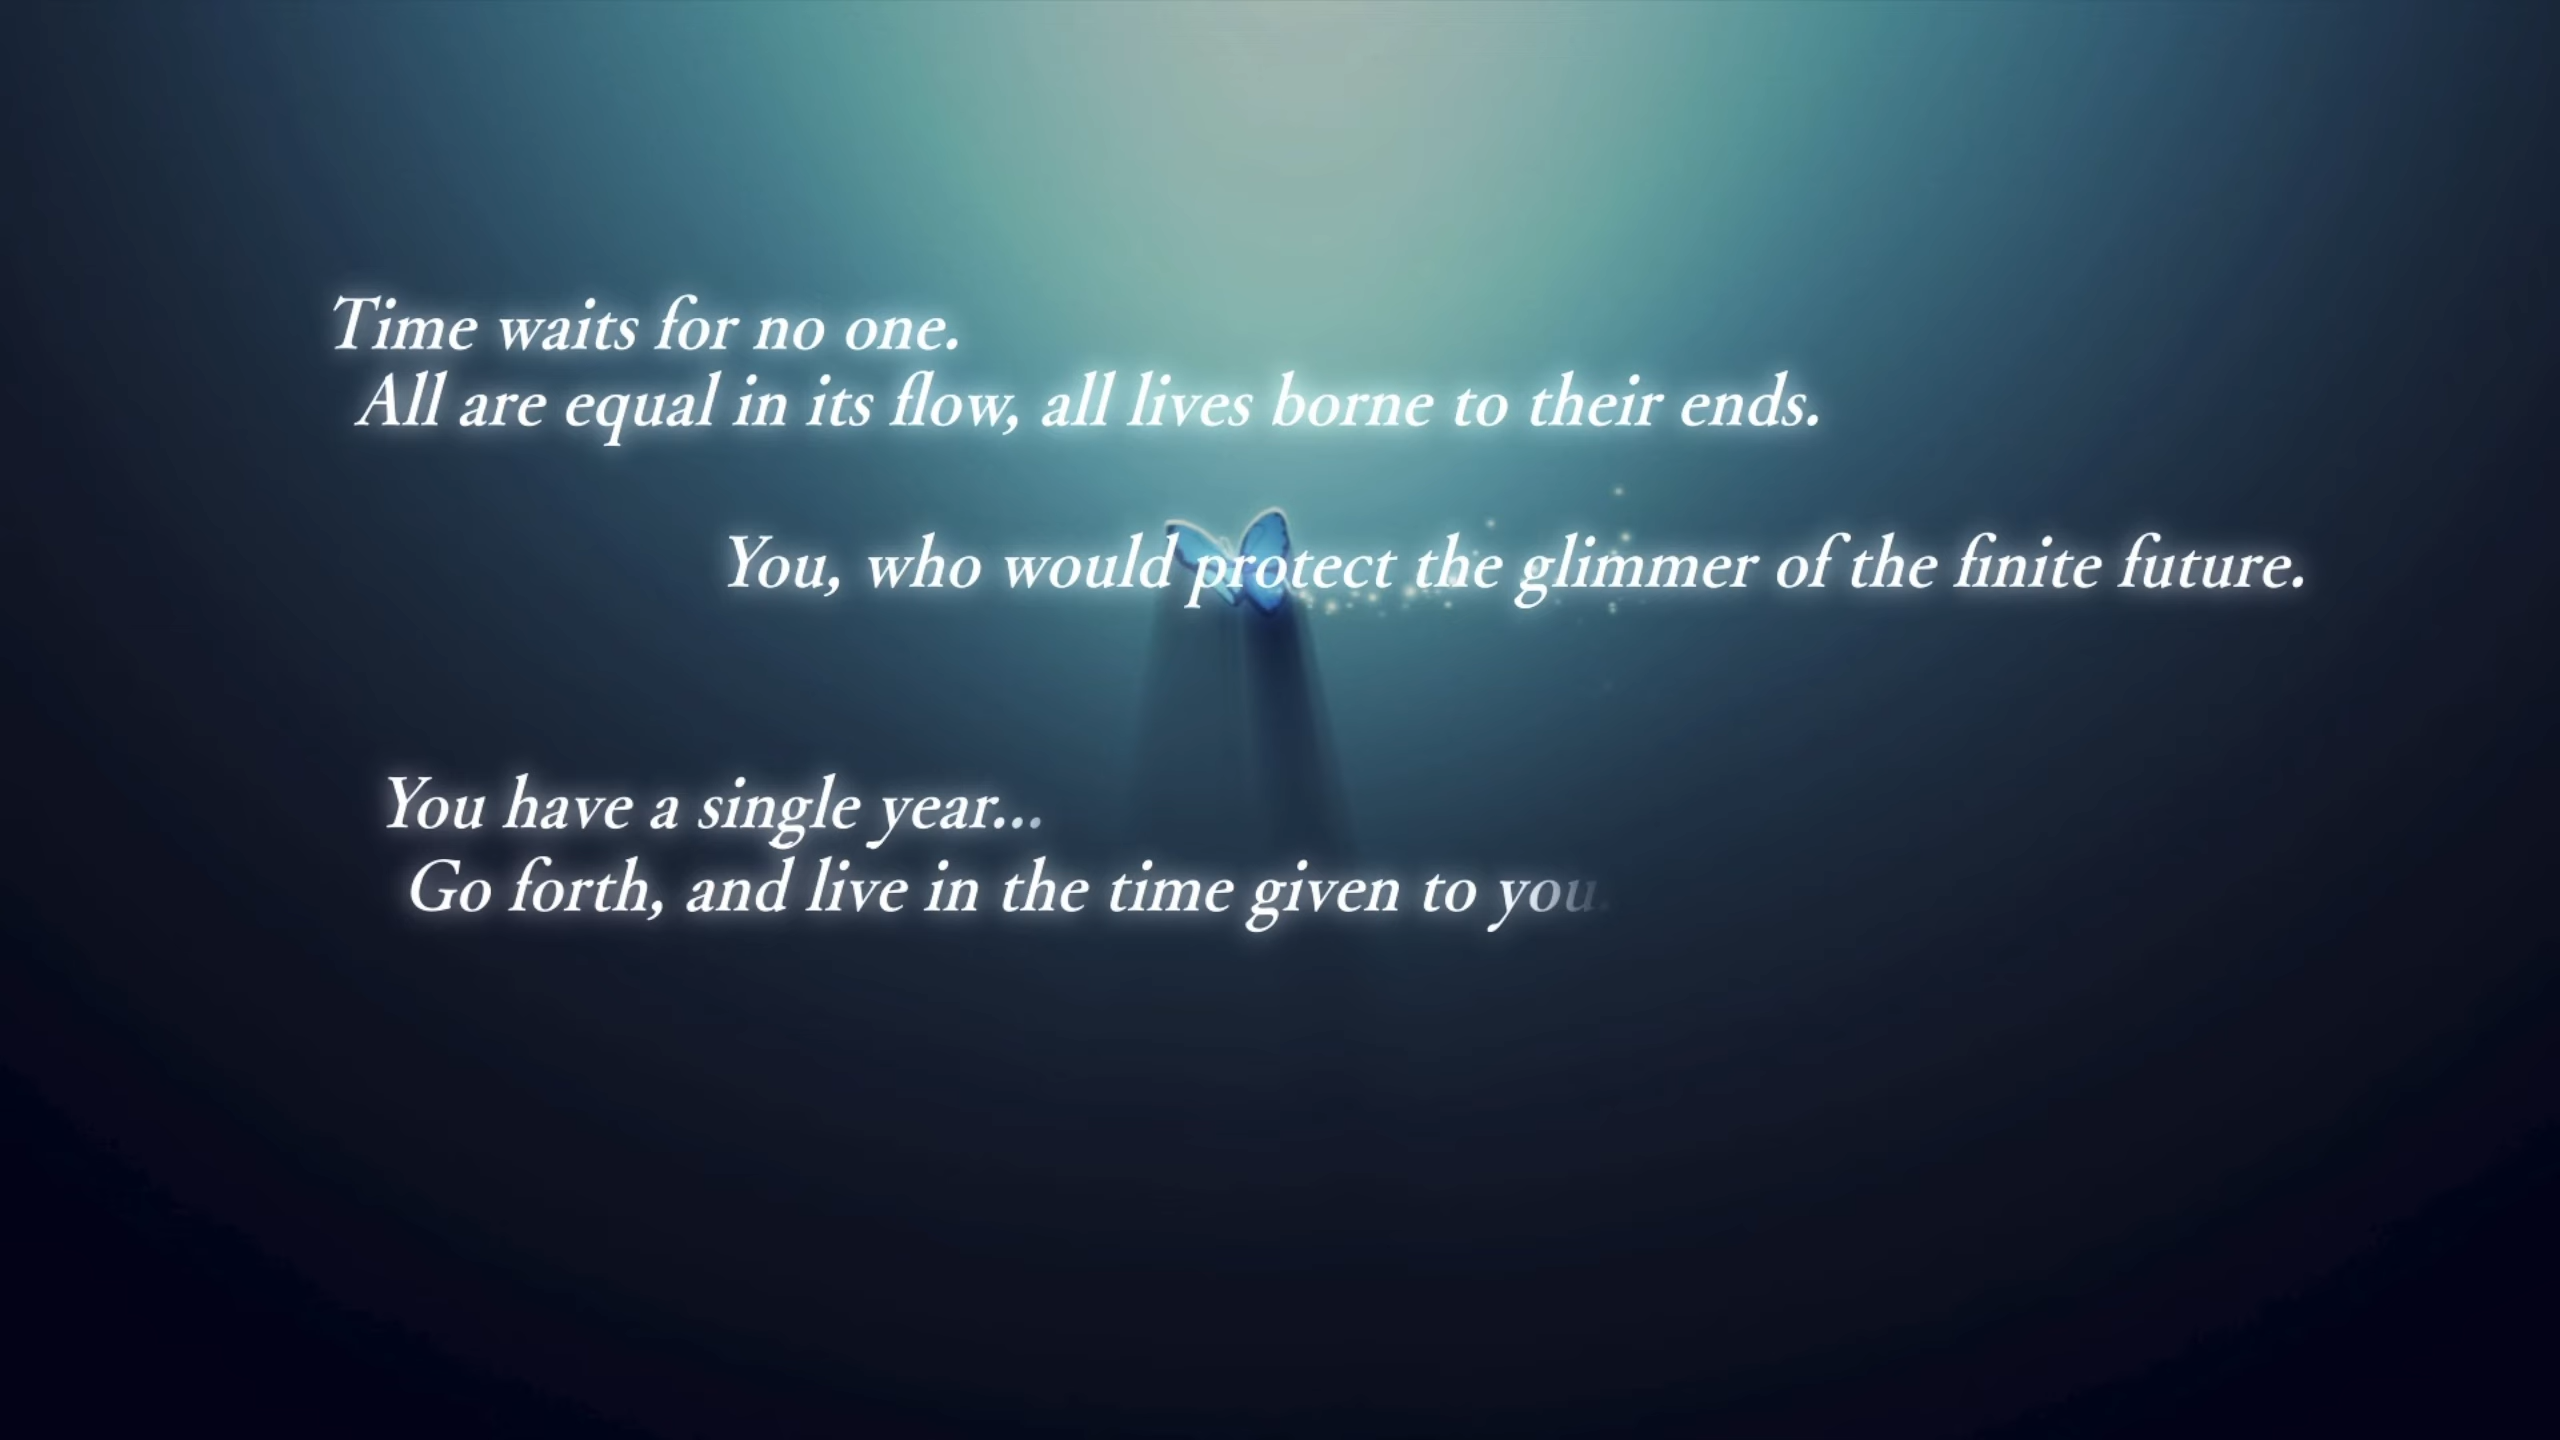 Time waits for no one.
All are equal in its flow, all lives borne to their ends.
You, who would protect the glimmer of the finite future.
You have a single year...
Go forth, and live in the time given to you.